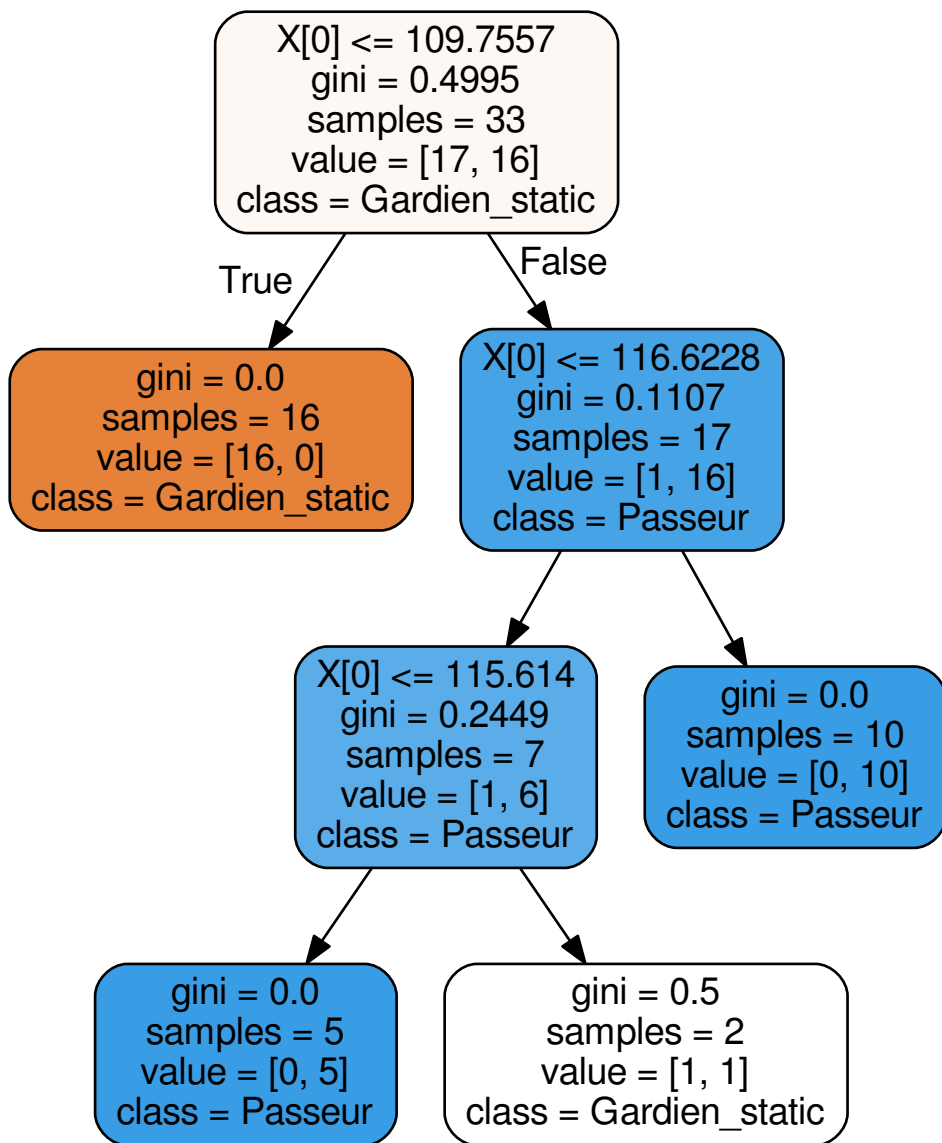 X[0] <= 109.7557
gini = 0.4995
samples = 33
value = [17, 16]
class = Gardien_static
True
False
gini = 0.0
samples = 16
value = [16, 0]
class = Gardien_static
X[0] <= 116.6228
gini = 0.1107
samples = 17
value = [1, 16]
class = Passeur
X[0] <= 115.614
gini = 0.2449
samples = 7
value = [1, 6]
class = Passeur
gini = 0.0
samples = 10
value = [0, 10]
class = Passeur
gini = 0.0
samples = 5
value = [0, 5]
class = Passeur
gini = 0.5
samples = 2
value = [1, 1]
class = Gardien_static